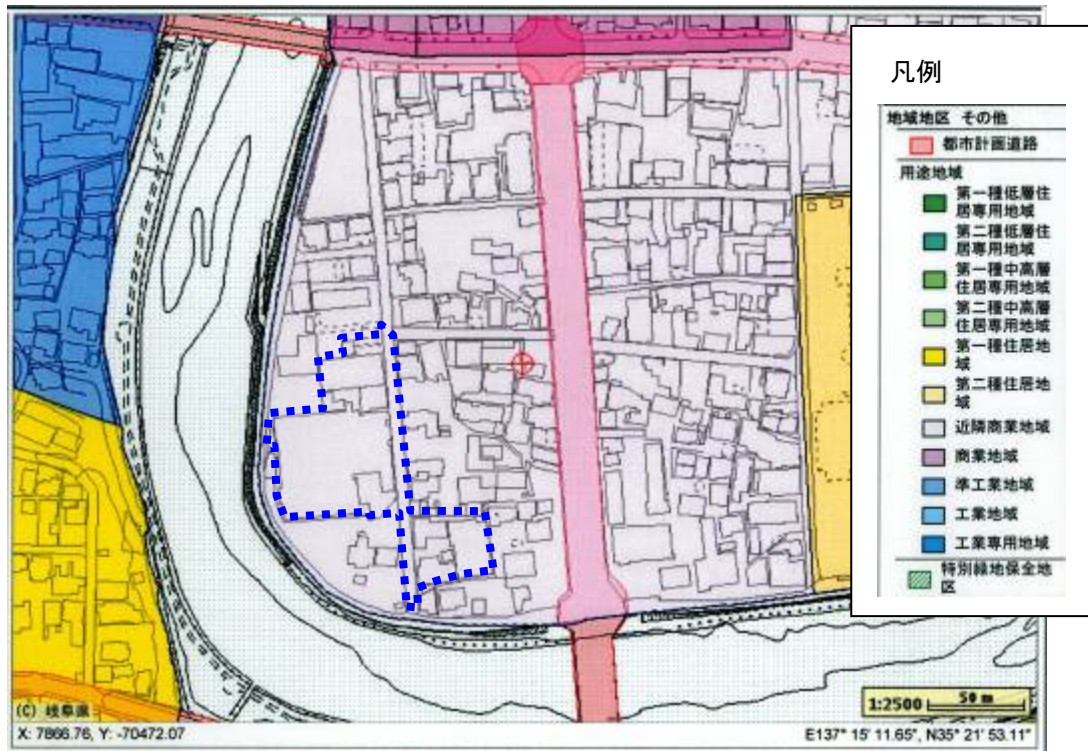 凡例
地域地区 その他
都市計画道路
用途地域
第一種低層住
居専用地域
第二種低層住
居専用地域
第一種中高層
住居専用地域
第二種中高層
住居専用地域
第一種住居地
域
第二種住居地
域
近隣商業地域
商業地域
準工業地域
工業地域
工業専用地域
特別緑地保全地
区
(C) 岐阜県
1:2500 50 m
X: 7866.76, Y: -70472.07
E137° 15' 11.65", N35° 21' 53.11"